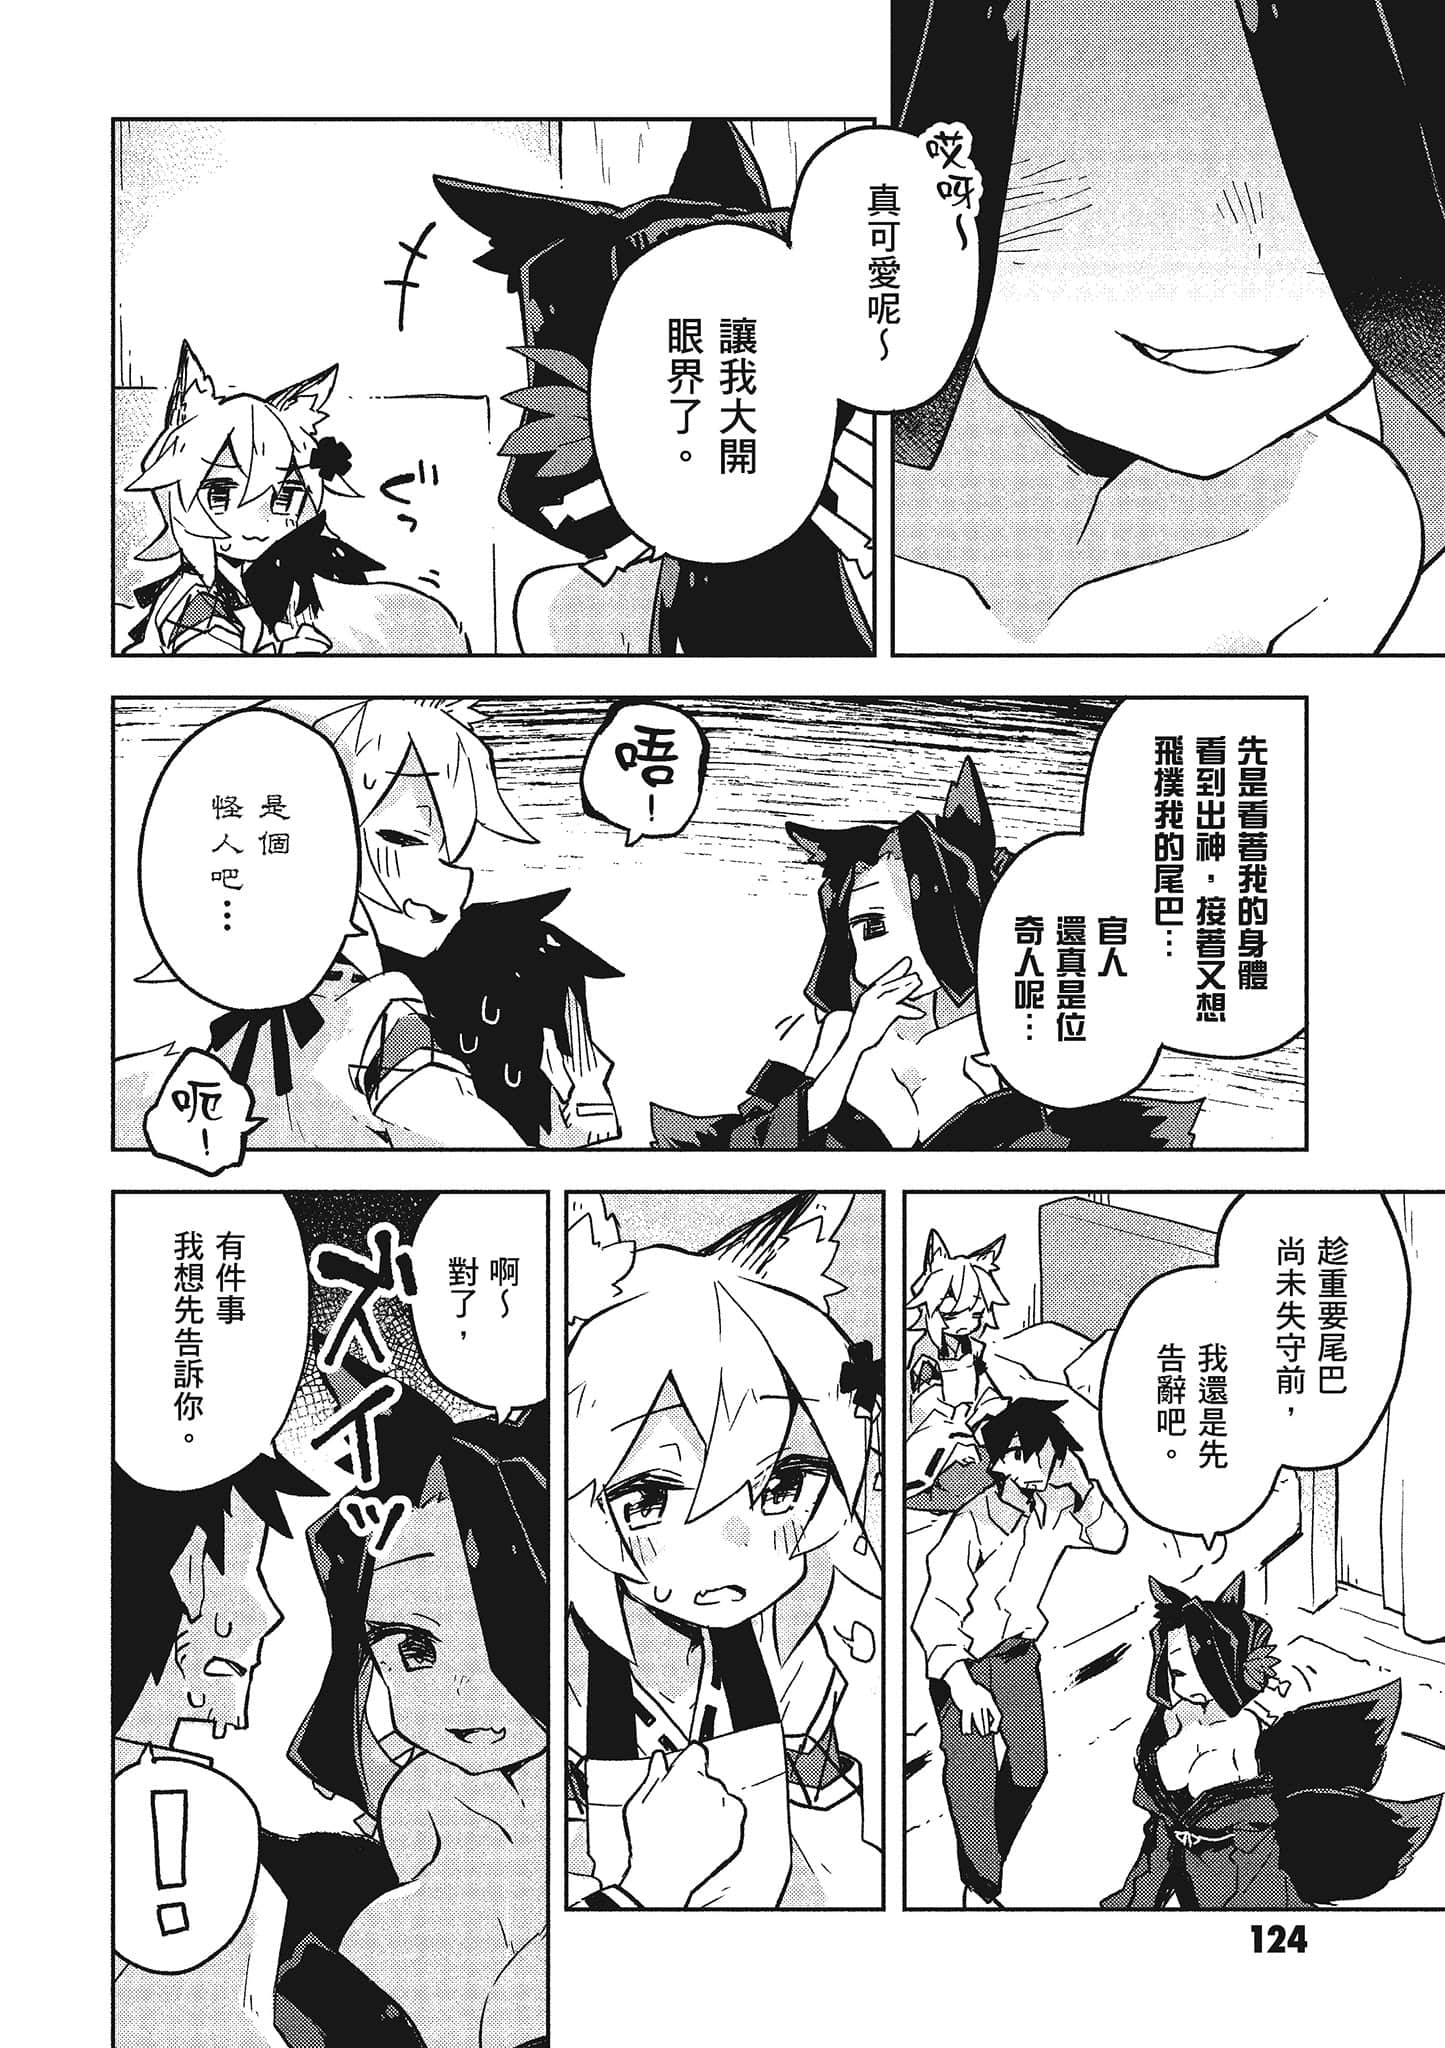 哎呀～
真可愛呢～
讓我大開
眼界了。
先是看著我的身體
看到出神，接著又想
飛撲我的尾巴…
官人
還真是位
奇人呢…
唔！
是個
怪人吧…
呃！
趁重要尾巴
尚未失守前，
我還是先
告辭吧。
啊～
對了，
ズイッ
有件事
我想先告訴你。
！
124